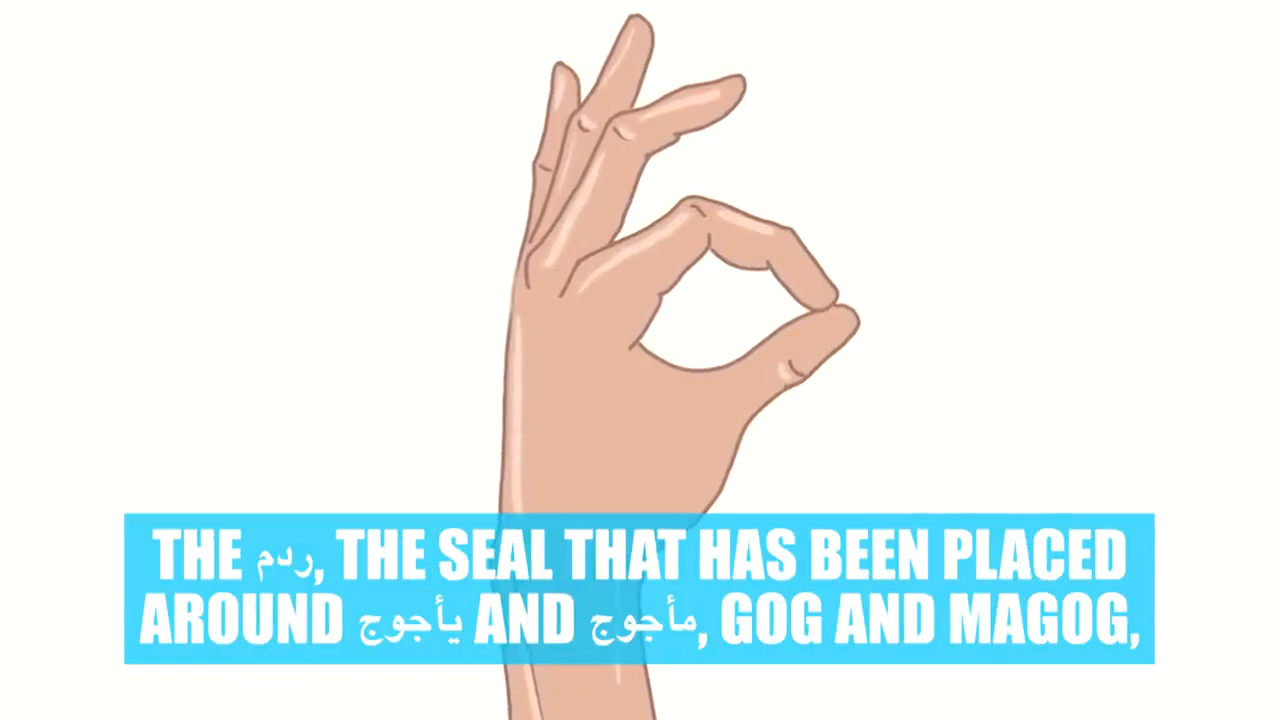 THE ردم, THE SEAL THAT HAS BEEN PLACED
AROUND يأجوج AND مأجوج, GOG AND MAGOG,